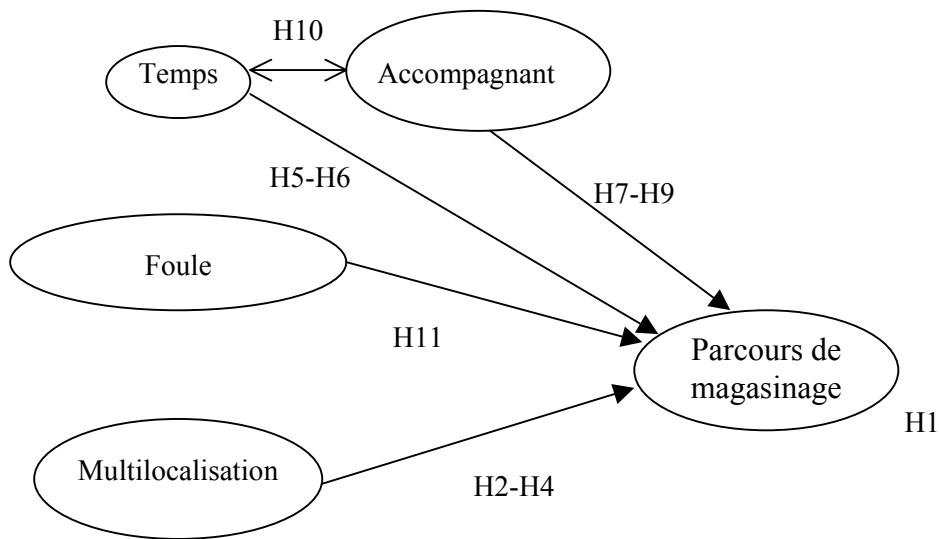 H10
Temps
Accompagnant
H5-H6
H7-H9
Foule
H11
Parcours de
magasinage
H1
Multilocalisation
H2-H4